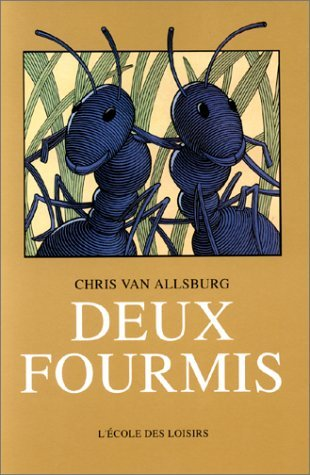 CHRIS VAN ALLSBURG
DEUX
FOURMIS
L'ÉCOLE DES LOISIRS